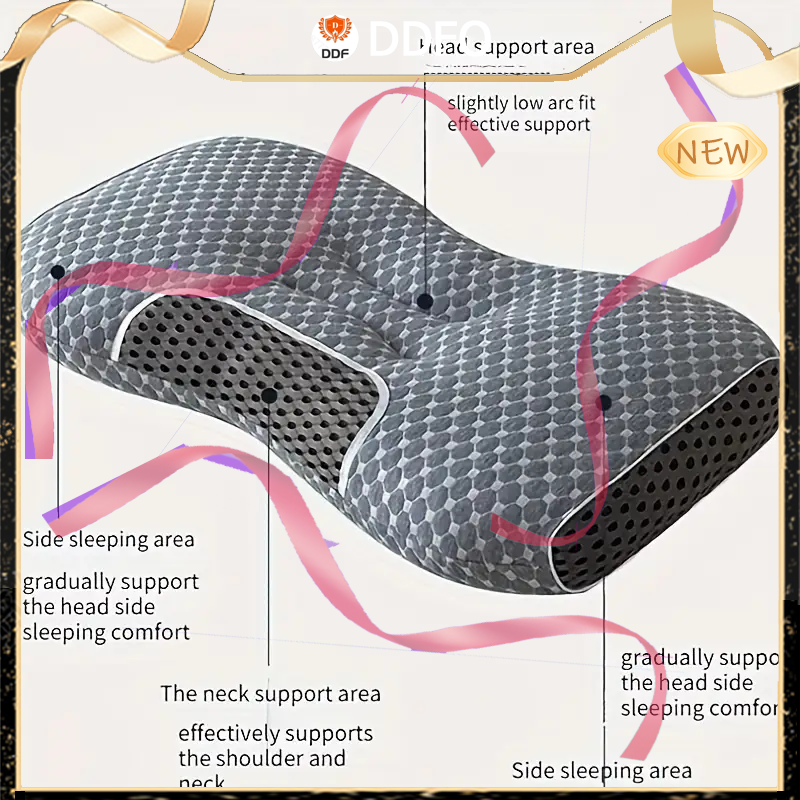 DDF
Head support area
slightly low arc fit
effective support
NEW
Side sleeping area
gradually support
the head side
sleeping comfort
The neck support area
effectively supports
the shoulder and
neck
gradually suppo
the head side
sleeping comfor
Side sleeping area